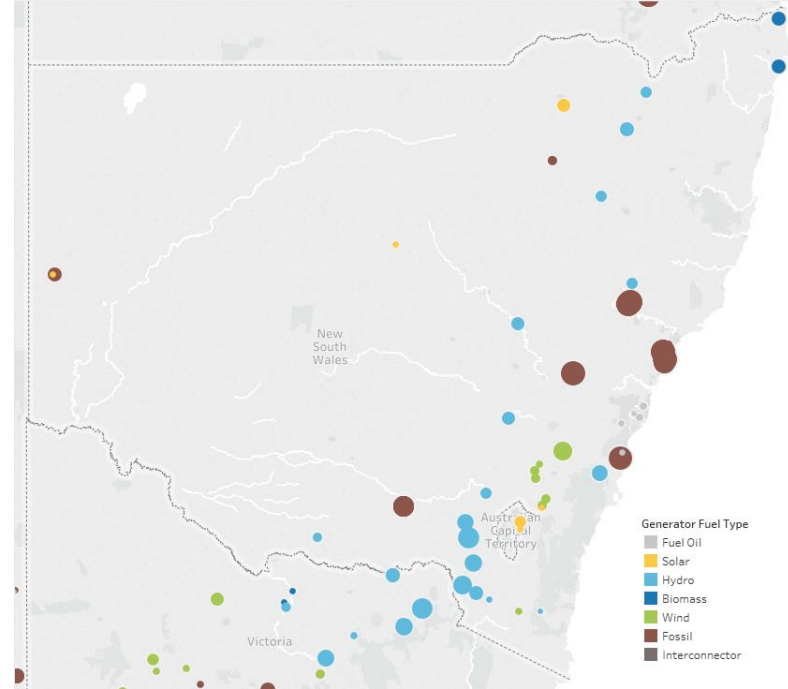 New
South
Wales
Australian
Capital
Territory
Victoria
Generator Fuel Type
Fuel Oil
Solar
Hydro
Biomass
Wind
Fossil
Interconnector